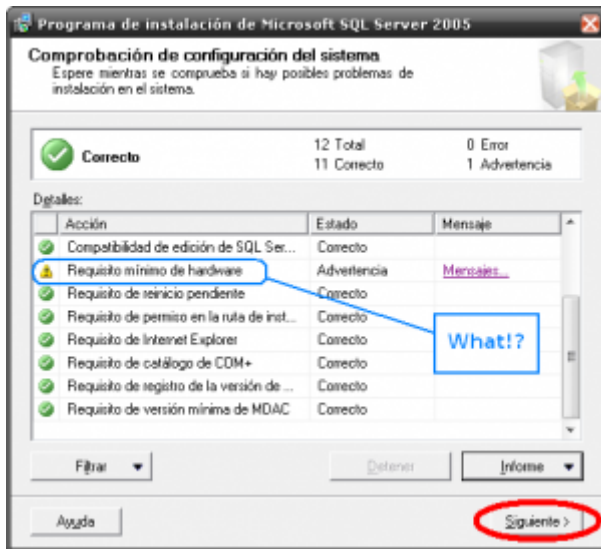 Programa de instalación de Microsoft SQL Server 2005
Comprobación de configuración del sistema
Espere mientras se comprueba si hay posibles problemas de
instalación en el sistema.
Correcto
12 Total
0 Error
11 Correcto
1 Advertencia
Detalles:
Acción Estado Mensaje
Compatibilidad de edición de SQL Ser... Correcto
Requisito mínimo de hardware Advertencia Mensajes...
Requisito de reinicio pendiente Correcto
Requisito de permiso en la ruta de inst... Correcto
Requisito de Internet Explorer Correcto
What!?
Requisito de catálogo de COM+ Correcto
Requisito de registro de la versión de ... Correcto
Requisito de versión mínima de MDAC Correcto
Filtrar
Detener
Informe
Ayuda
Siguiente >